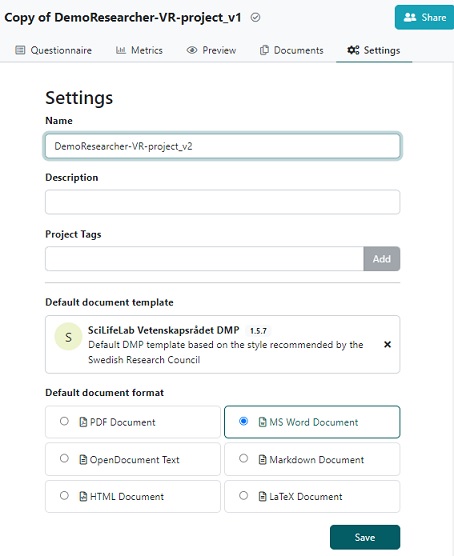 Copy of DemoResearcher-VR-project_v1
Share
Questionnaire Metrics Preview Documents Settings
Settings
Name
DemoResearcher-VR-project_v2
Description
Project Tags
Add
Default document template
S
SciLifeLab Vetenskapsrådet DMP 1.5.7
Default DMP template based on the style recommended by the
Swedish Research Council
Default document format
PDF Document MS Word Document
OpenDocument Text Markdown Document
HTML Document LaTeX Document
Save